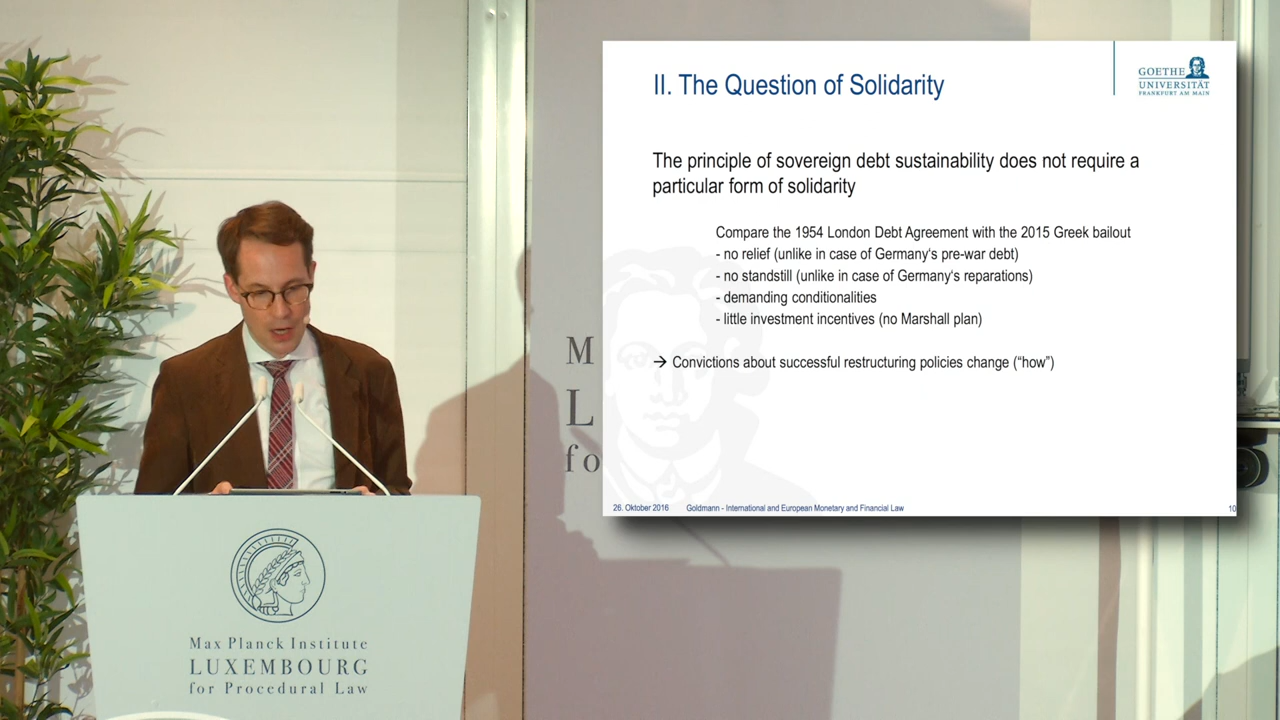 II. The Question of Solidarity
GOETHE
UNIVERSITÄT
FRANKFURT AM MAIN
The principle of sovereign debt sustainability does not require a
particular form of solidarity
Compare the 1954 London Debt Agreement with the 2015 Greek bailout
- no relief (unlike in case of Germany‘s pre-war debt)
- no standstill (unlike in case of Germany‘s reparations)
- demanding conditionalities
- little investment incentives (no Marshall plan)
→ Convictions about successful restructuring policies change (“how”)
26. Oktober 2016 Goldmann - International and European Monetary and Financial Law 10
M
L
fo
Max Planck Institute
LUXEMBOURG
for Procedural Law